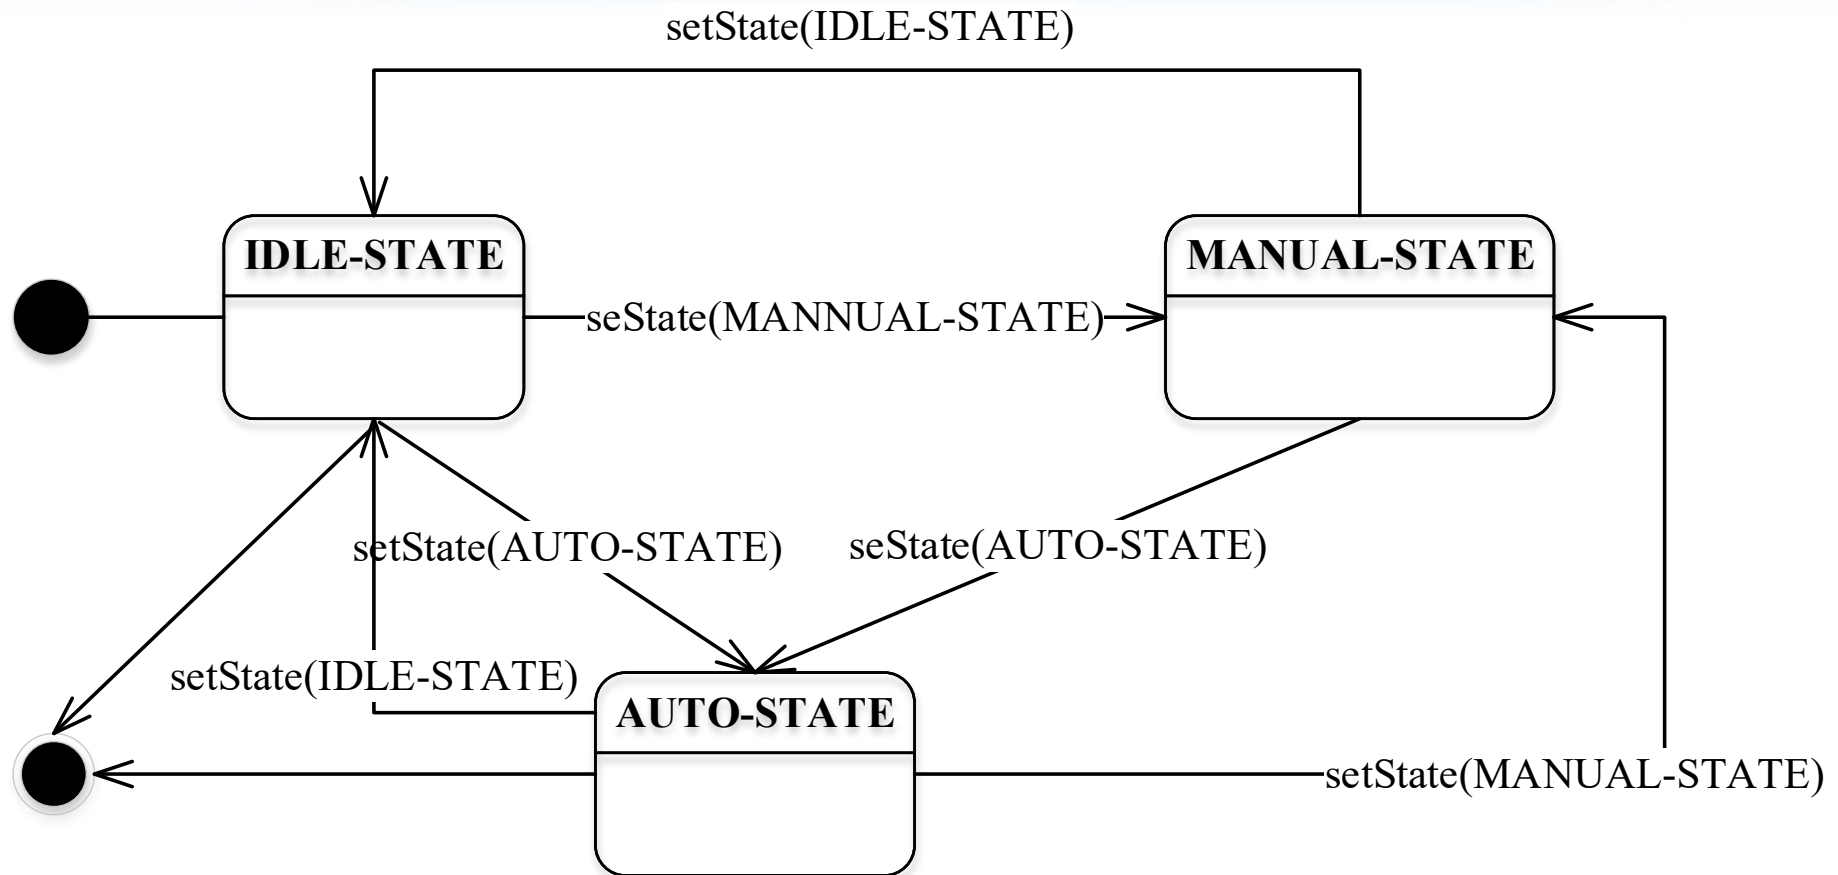 setState(IDLE-STATE)
IDLE-STATE
MANUAL-STATE
seState(MANNUAL-STATE)
setState(AUTO-STATE)
seState(AUTO-STATE)
setState(IDLE-STATE)
AUTO-STATE
setState(MANUAL-STATE)